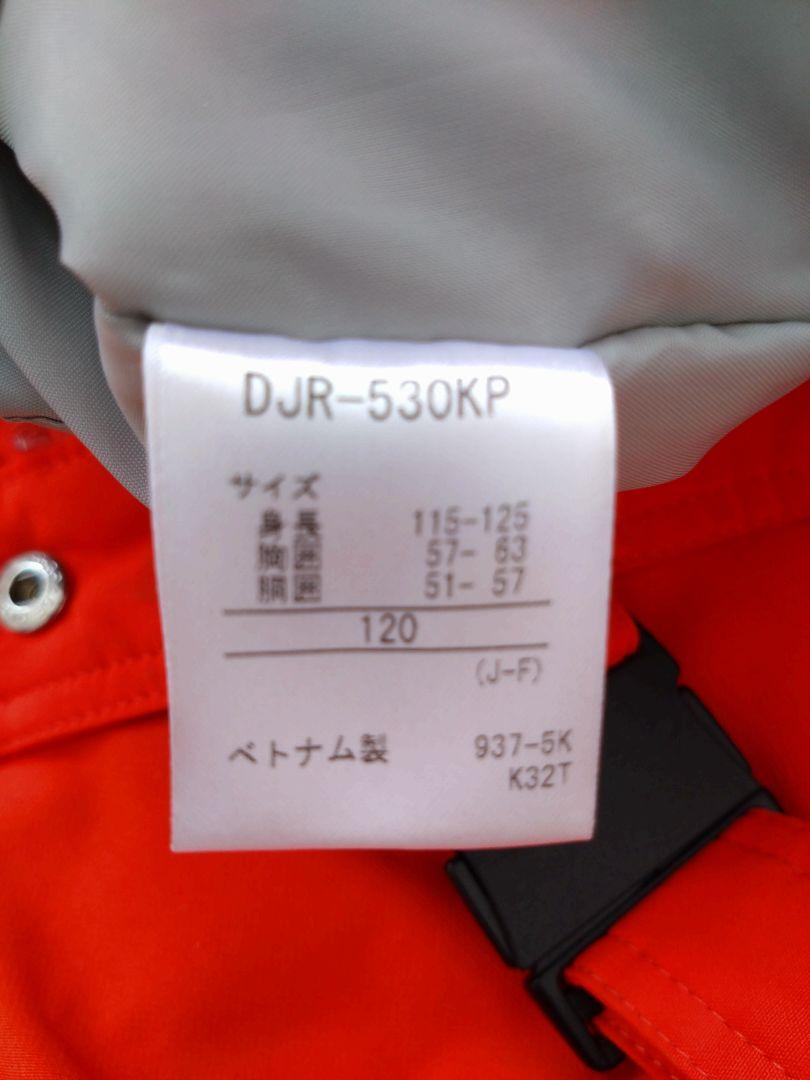 DJR-530KP
サイズ
身長 115-125
胸囲 57- 63
胴囲 51- 57
120
(J-F)
ベトナム製 937-5K
K32T